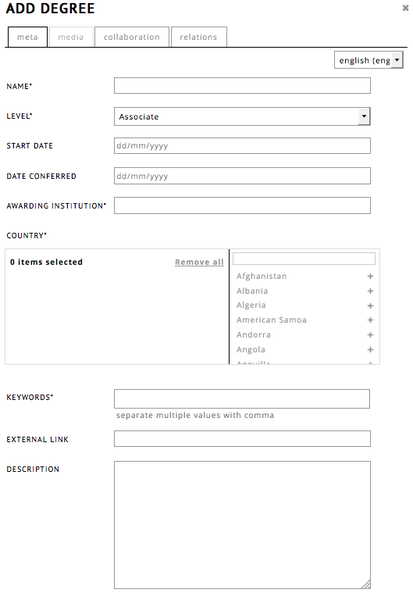 ADD DEGREE
meta media collaboration relations
english (eng
NAME*
LEVEL* Associate
START DATE dd/mm/yyyy
DATE CONFERRED dd/mm/yyyy
AWARDING INSTITUTION*
COUNTRY*
0 items selected Remove all
Afghanistan
Albania
Algeria
American Samoa
Andorra
Angola
Anguilla
KEYWORDS*
separate multiple values with comma
EXTERNAL LINK
DESCRIPTION